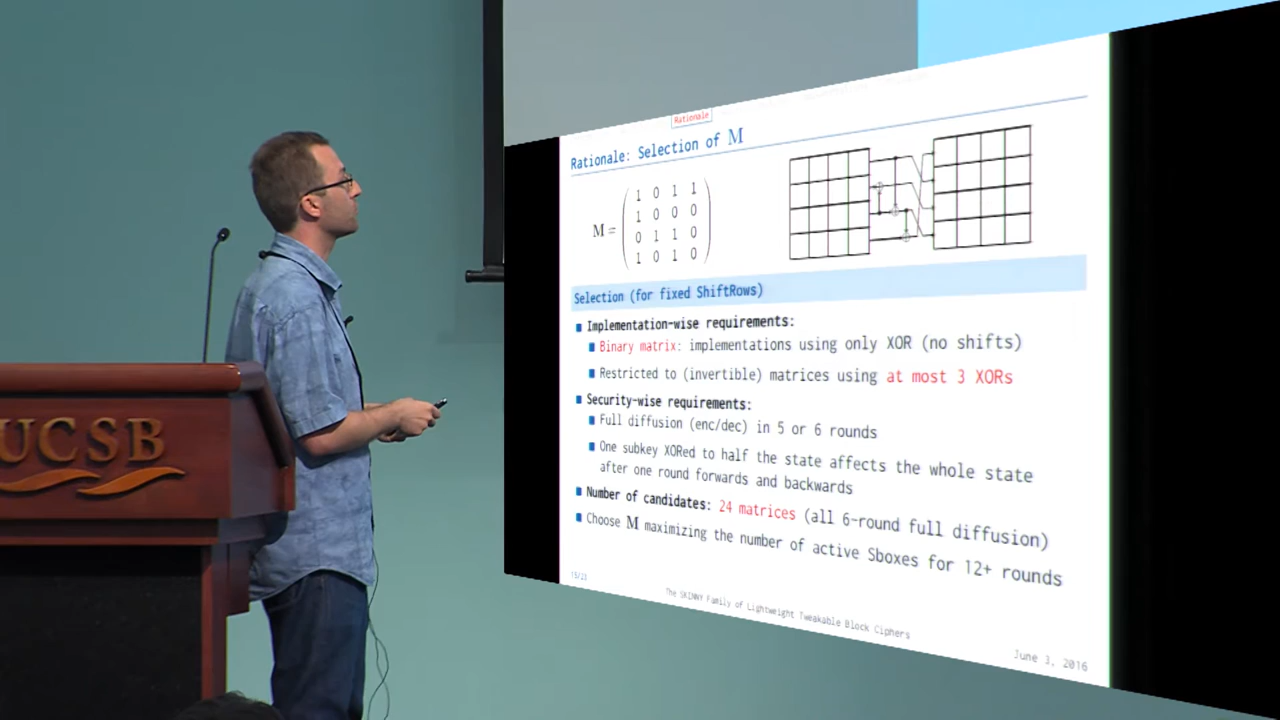 UCSB
Rationale
Rationale: Selection of M
M =
1 0 1 1
1 0 0 0
0 1 1 0
1 0 1 0
Selection (for fixed ShiftRows)
Implementation-wise requirements:
Binary matrix: implementations using only XOR (no shifts)
Restricted to (invertible) matrices using at most 3 XORs
Security-wise requirements:
Full diffusion (enc/dec) in 5 or 6 rounds
One subkey XORed to half the state affects the whole state
after one round forwards and backwards
Number of candidates: 24 matrices (all 6-round full diffusion)
Choose M maximizing the number of active Sboxes for 12+ rounds
The SKINNY Family of Lightweight Tweakable Block Ciphers
June 3, 2016